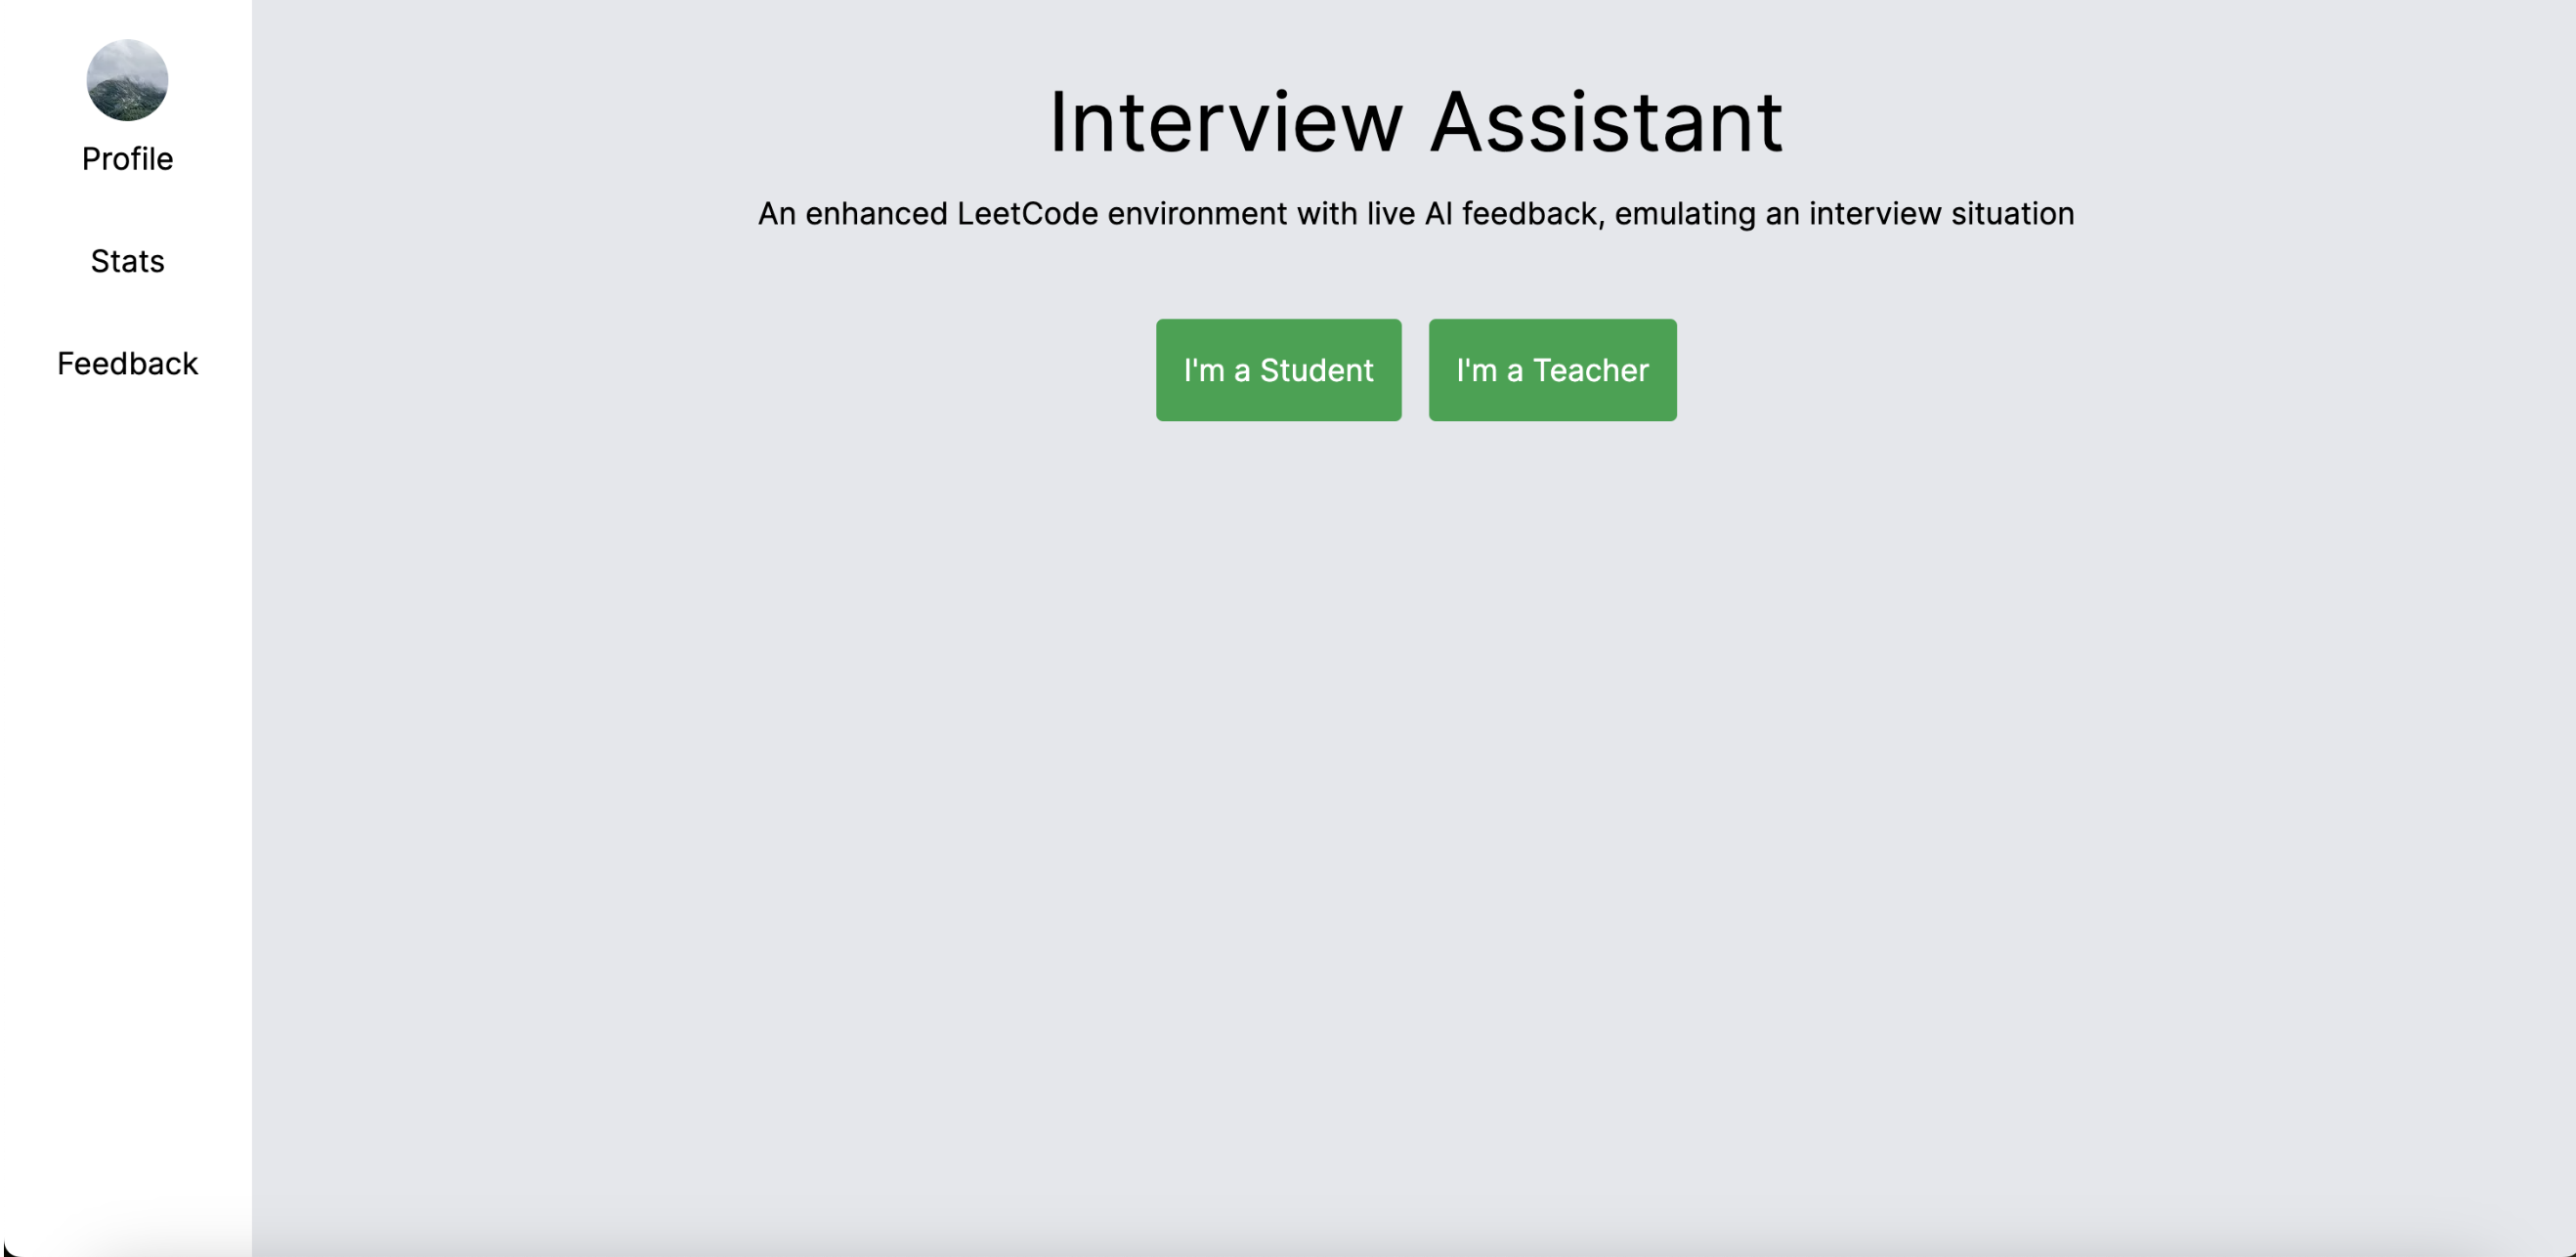 Profile
Stats
Feedback
Interview Assistant
An enhanced LeetCode environment with live AI feedback, emulating an interview situation
I'm a Student
I'm a Teacher